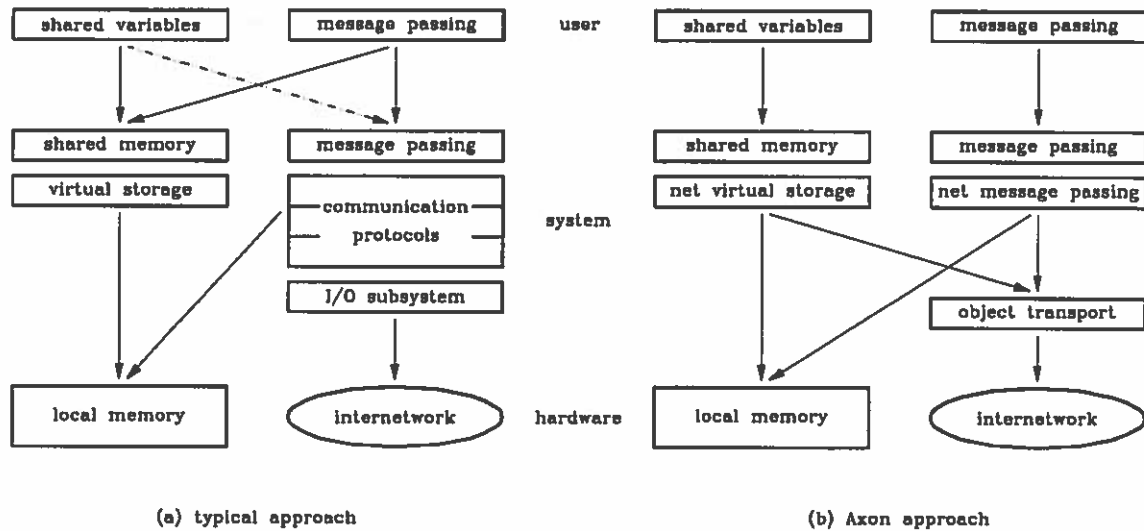 shared variables
message passing
user
shared memory
message passing
virtual storage
communication
protocols
system
I/O subsystem
local memory
internetwork
hardware
(a) typical approach
shared variables
message passing
shared memory
message passing
net virtual storage
net message passing
object transport
local memory
internetwork
(b) Axon approach